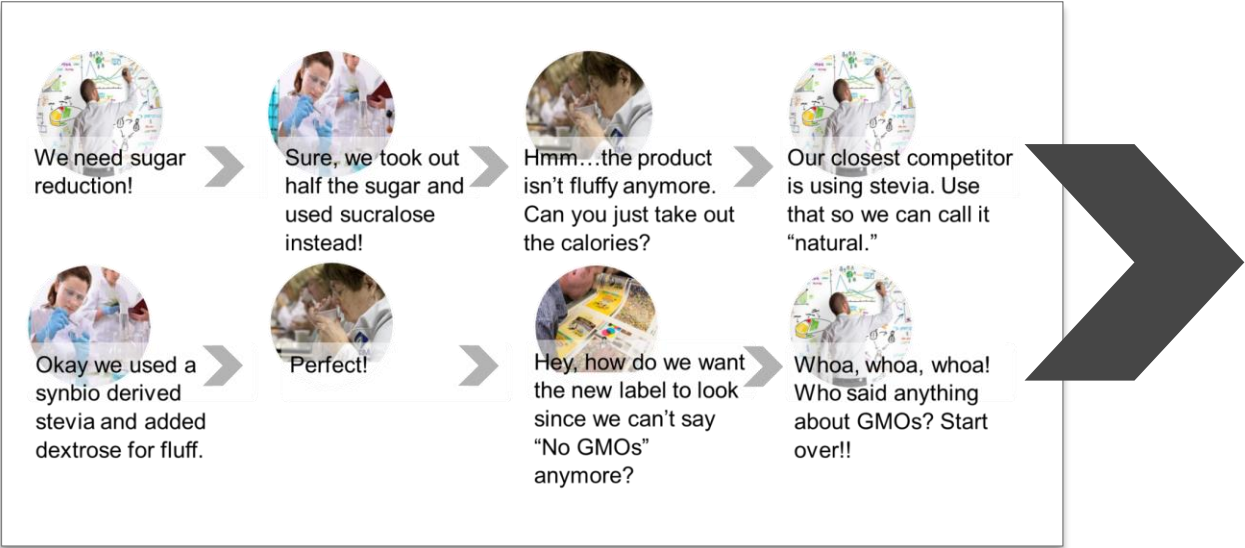 We need sugar
reduction!
Sure, we took out
half the sugar and
used sucralose
instead!
Hmm…the product
isn't fluffy anymore.
Can you just take out
the calories?
Our closest competitor
is using stevia. Use
that so we can call it
“natural.”
Okay we used a
synbio derived
stevia and added
dextrose for fluff.
Perfect!
Hey, how do we want
the new label to look
since we can't say
“No GMOs”
anymore?
Whoa, whoa, whoa!
Who said anything
about GMOs? Start
over!!